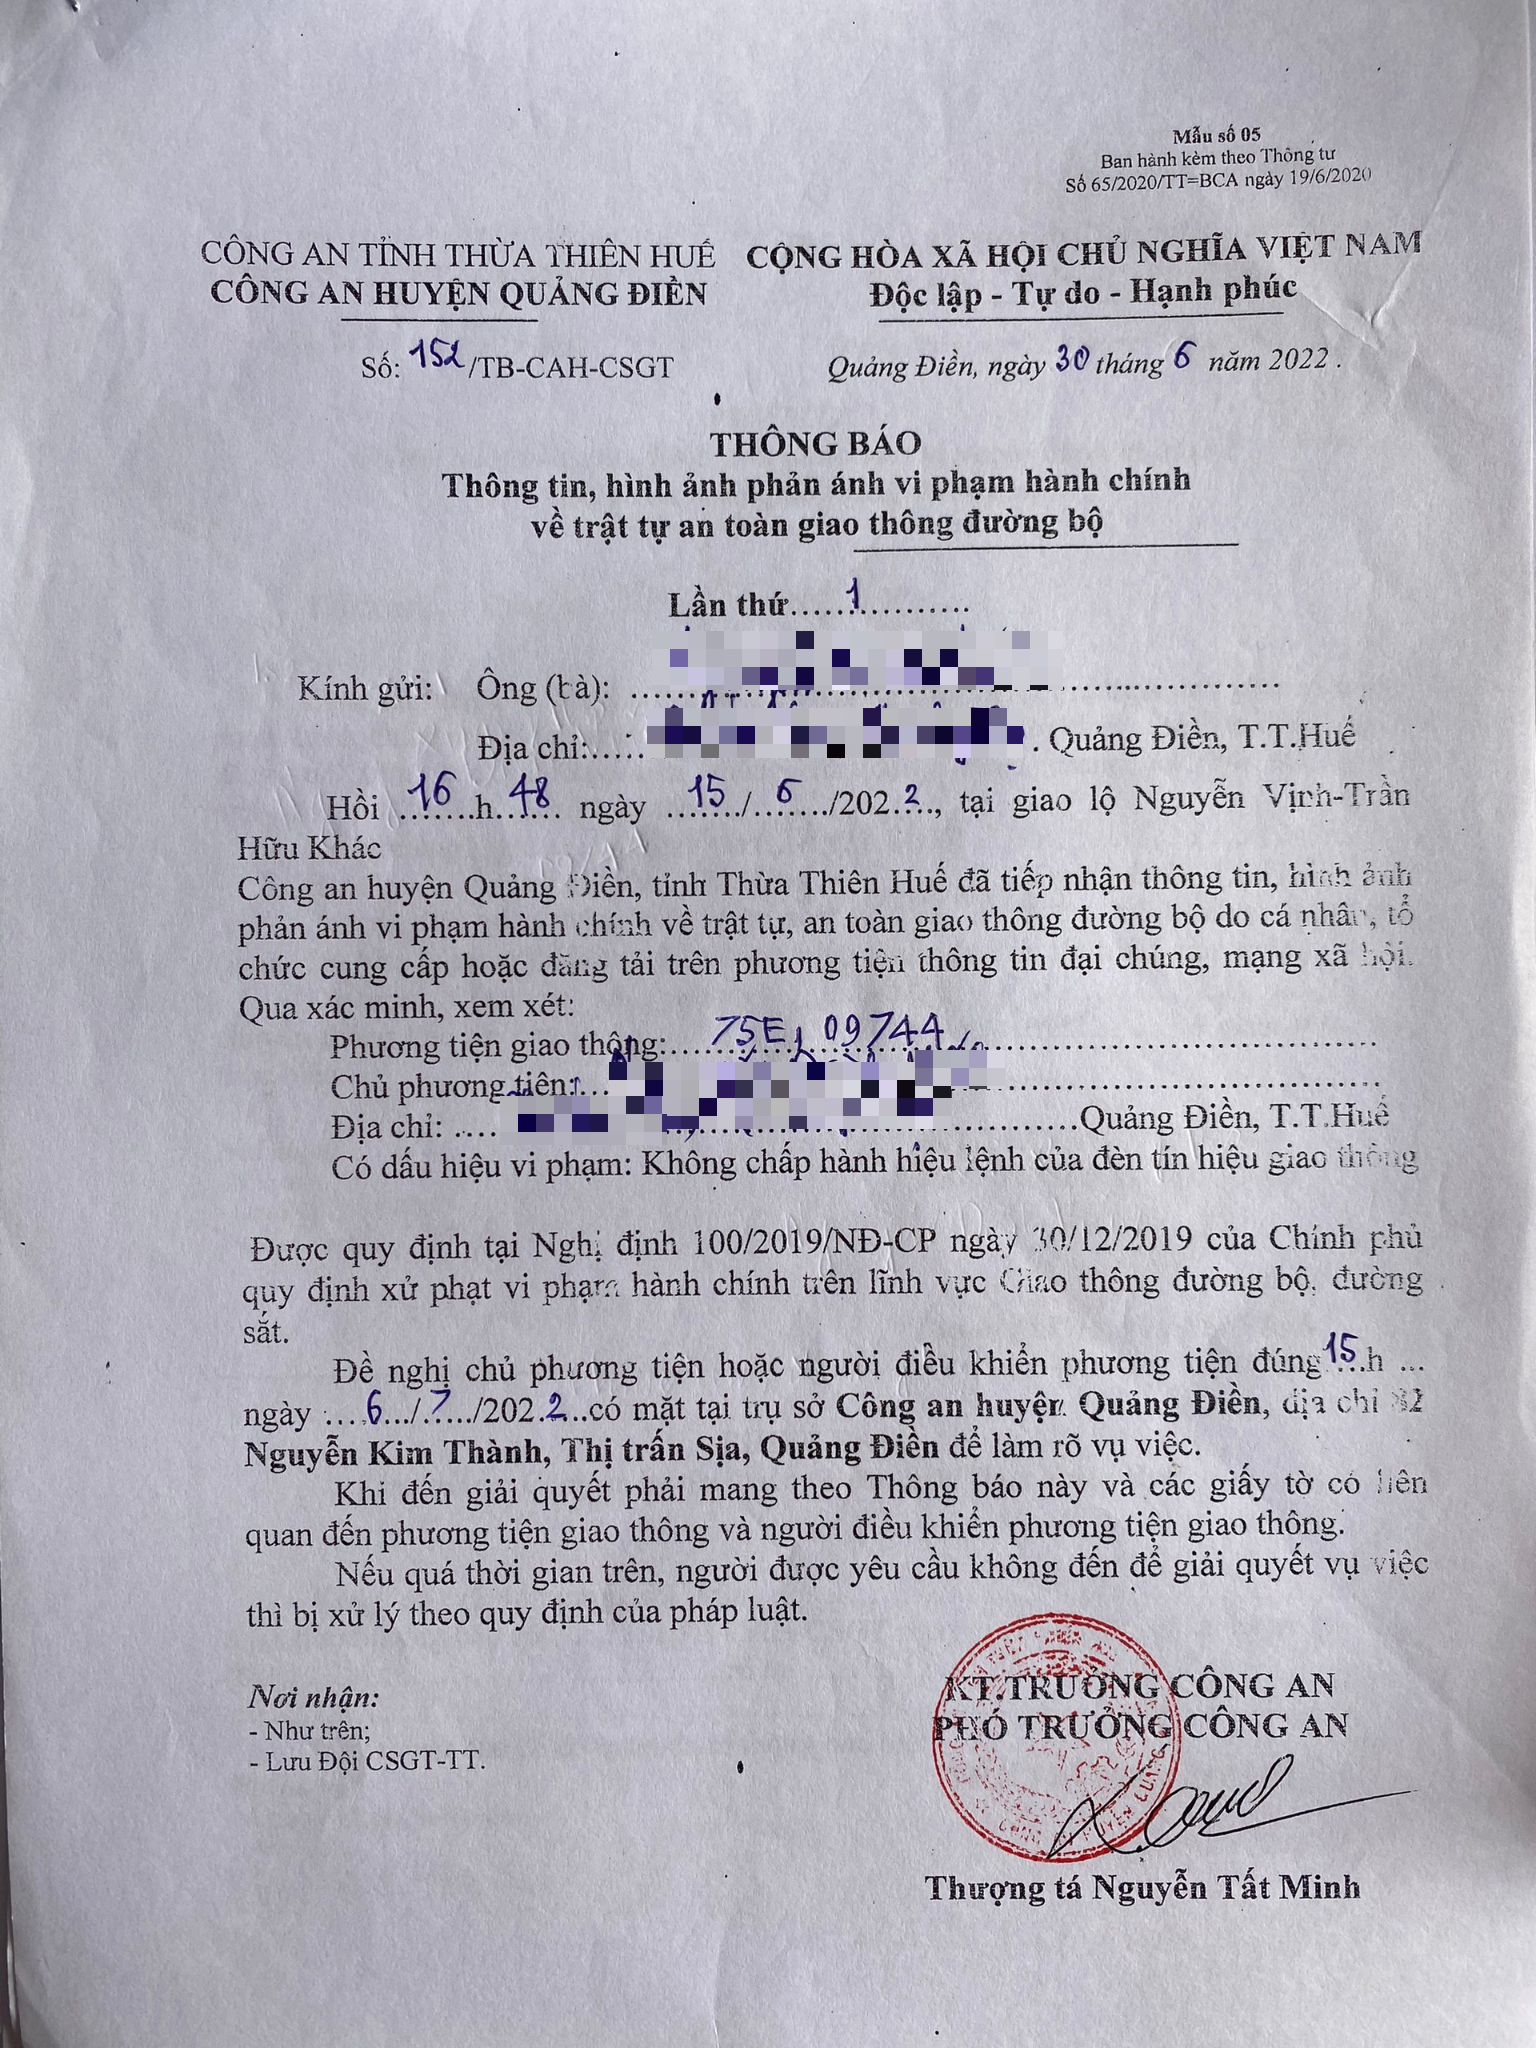 Mẫu số 05
Ban hành kèm theo Thông tư
Số 65/2020/TT=BCA ngày 19/6/2020
CÔNG AN TỈNH THỪA THIÊN HUẾ
CÔNG AN HUYỆN QUẢNG ĐIỀN
CỘNG HÒA XÃ HỘI CHỦ NGHĨA VIỆT NAM
Độc lập - Tự do - Hạnh phúc
Số: 152/TB-CAH-CSGT
Quảng Điền, ngày 30 tháng 6 năm 2022.
THÔNG BÁO
Thông tin, hình ảnh phản ánh vi phạm hành chính
về trật tự an toàn giao thông đường bộ
Lần thứ......1...........
Kính gửi: Ông (bà):
Địa chỉ:..... . Quảng Điền, T.T.Huế
Hồi 16 h 48 ngày 15/6/2022, tại giao lộ Nguyễn Vịnh-Trần
Hữu Khác
Công an huyện Quảng Điền, tỉnh Thừa Thiên Huế đã tiếp nhận thông tin, hình ảnh
phản ánh vi phạm hành chính về trật tự, an toàn giao thông đường bộ do cá nhân, tổ
chức cung cấp hoặc đăng tải trên phương tiện thông tin đại chúng, mạng xã hội.
Qua xác minh, xem xét:
Phương tiện giao thông: 75E1 09744
Chủ phương tiện:...
Địa chỉ: .... Quảng Điền, T.T.Huế
Có dấu hiệu vi phạm: Không chấp hành hiệu lệnh của đèn tín hiệu giao thông
Được quy định tại Nghị định 100/2019/NĐ-CP ngày 30/12/2019 của Chính phủ
quy định xử phạt vi phạm hành chính trên lĩnh vực Giao thông đường bộ, đường
sắt.
Đề nghị chủ phương tiện hoặc người điều khiển phương tiện đúng 15 h ...
ngày ...6.../.7..../2022...có mặt tại trụ sở Công an huyện Quảng Điền, địa chỉ 82
Nguyễn Kim Thành, Thị trấn Sịa, Quảng Điền để làm rõ vụ việc.
Khi đến giải quyết phải mang theo Thông báo này và các giấy tờ có liên
quan đến phương tiện giao thông và người điều khiển phương tiện giao thông.
Nếu quá thời gian trên, người được yêu cầu không đến để giải quyết vụ việc
thì bị xử lý theo quy định của pháp luật.
Nơi nhận:
- Như trên;
- Lưu Đội CSGT-TT.
KT.TRƯỞNG CÔNG AN
PHÓ TRƯỞNG CÔNG AN
Thượng tá Nguyễn Tất Minh